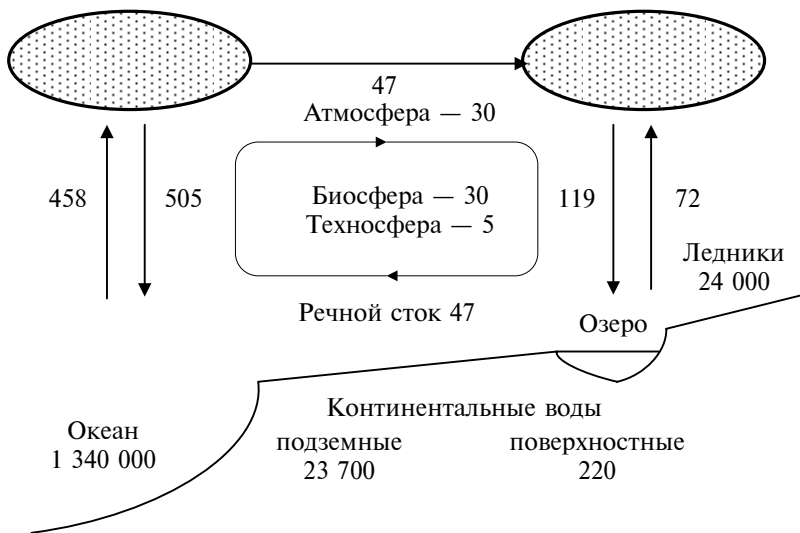 47
Атмосфера — 30
458
505
Биосфера — 30
Техносфера — 5
119
72
Ледники
24 000
Речной сток 47
Озеро
Континентальные воды
Океан
1 340 000
подземные
23 700
поверхностные
220